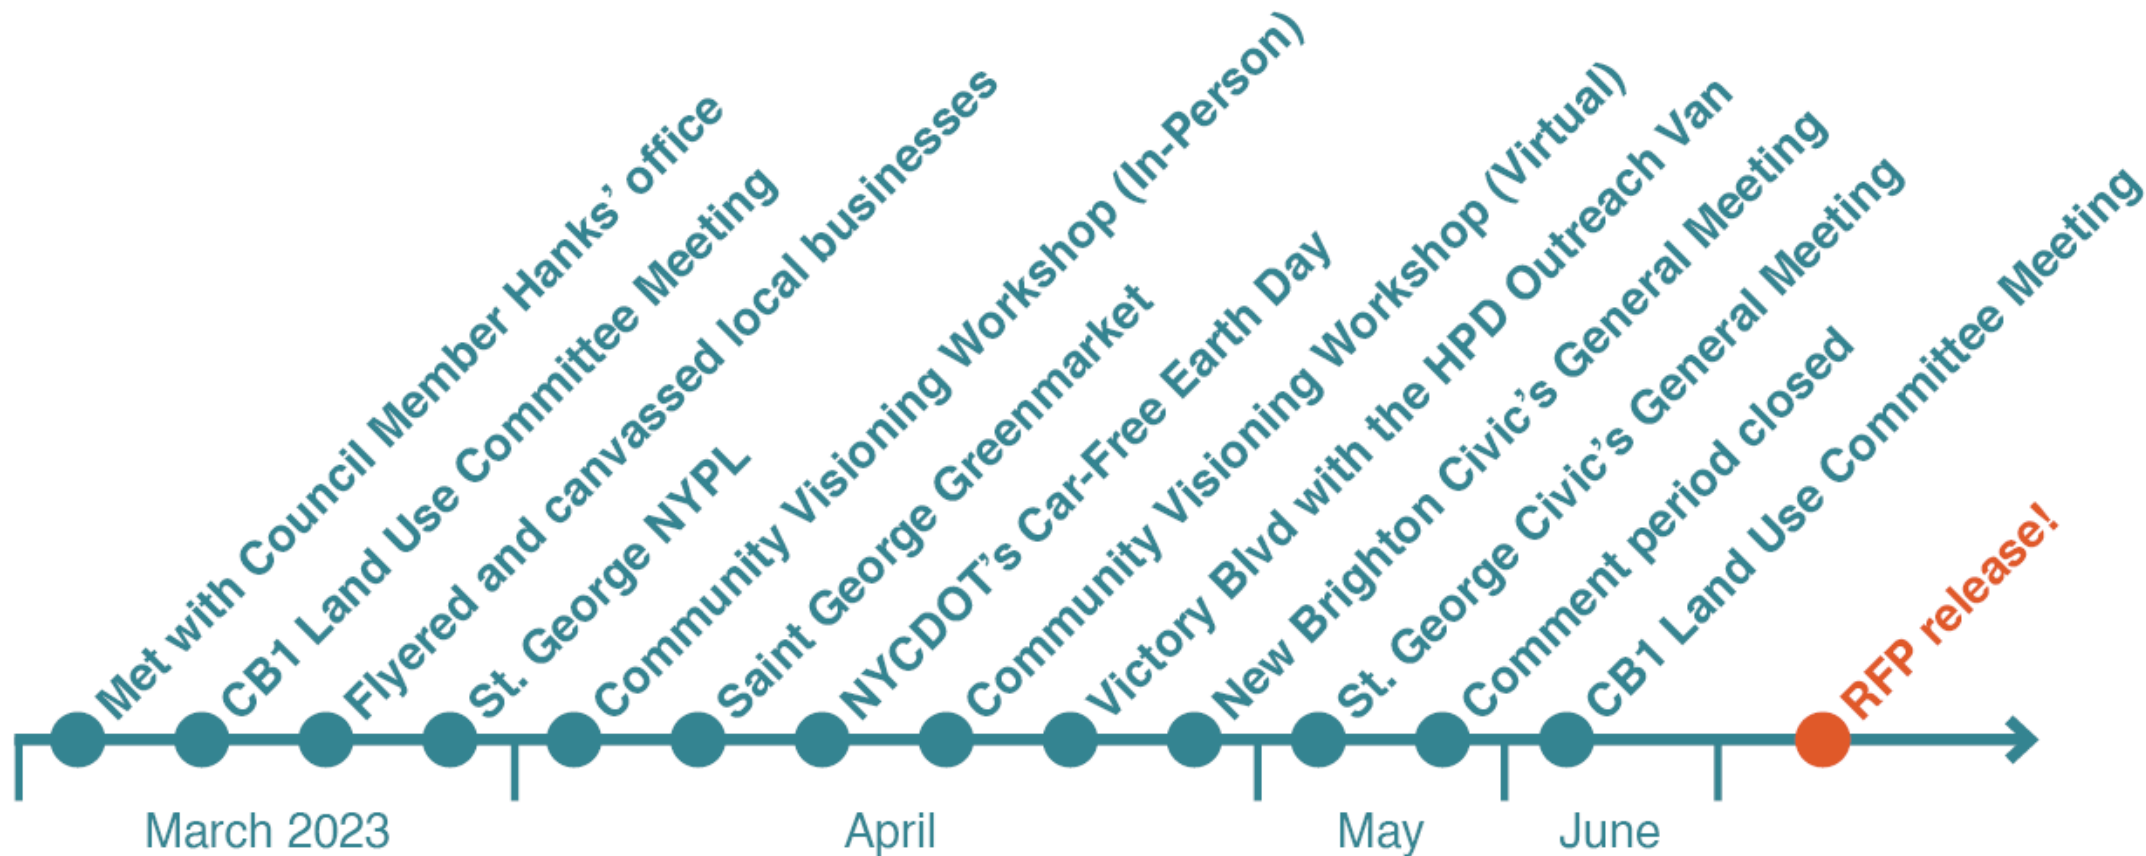 Met with Council Member Hanks’ office
CB1 Land Use Committee Meeting
Flyered and canvassed local businesses
St. George NYPL
Community Visioning Workshop (In-Person)
Saint George Greenmarket
NYCDOT’s Car-Free Earth Day
Community Visioning Workshop (Virtual)
Victory Blvd with the HPD Outreach Van
New Brighton Civic’s General Meeting
St. George Civic’s General Meeting
Comment period closed
CB1 Land Use Committee Meeting
RFP release!
March 2023
April
May
June